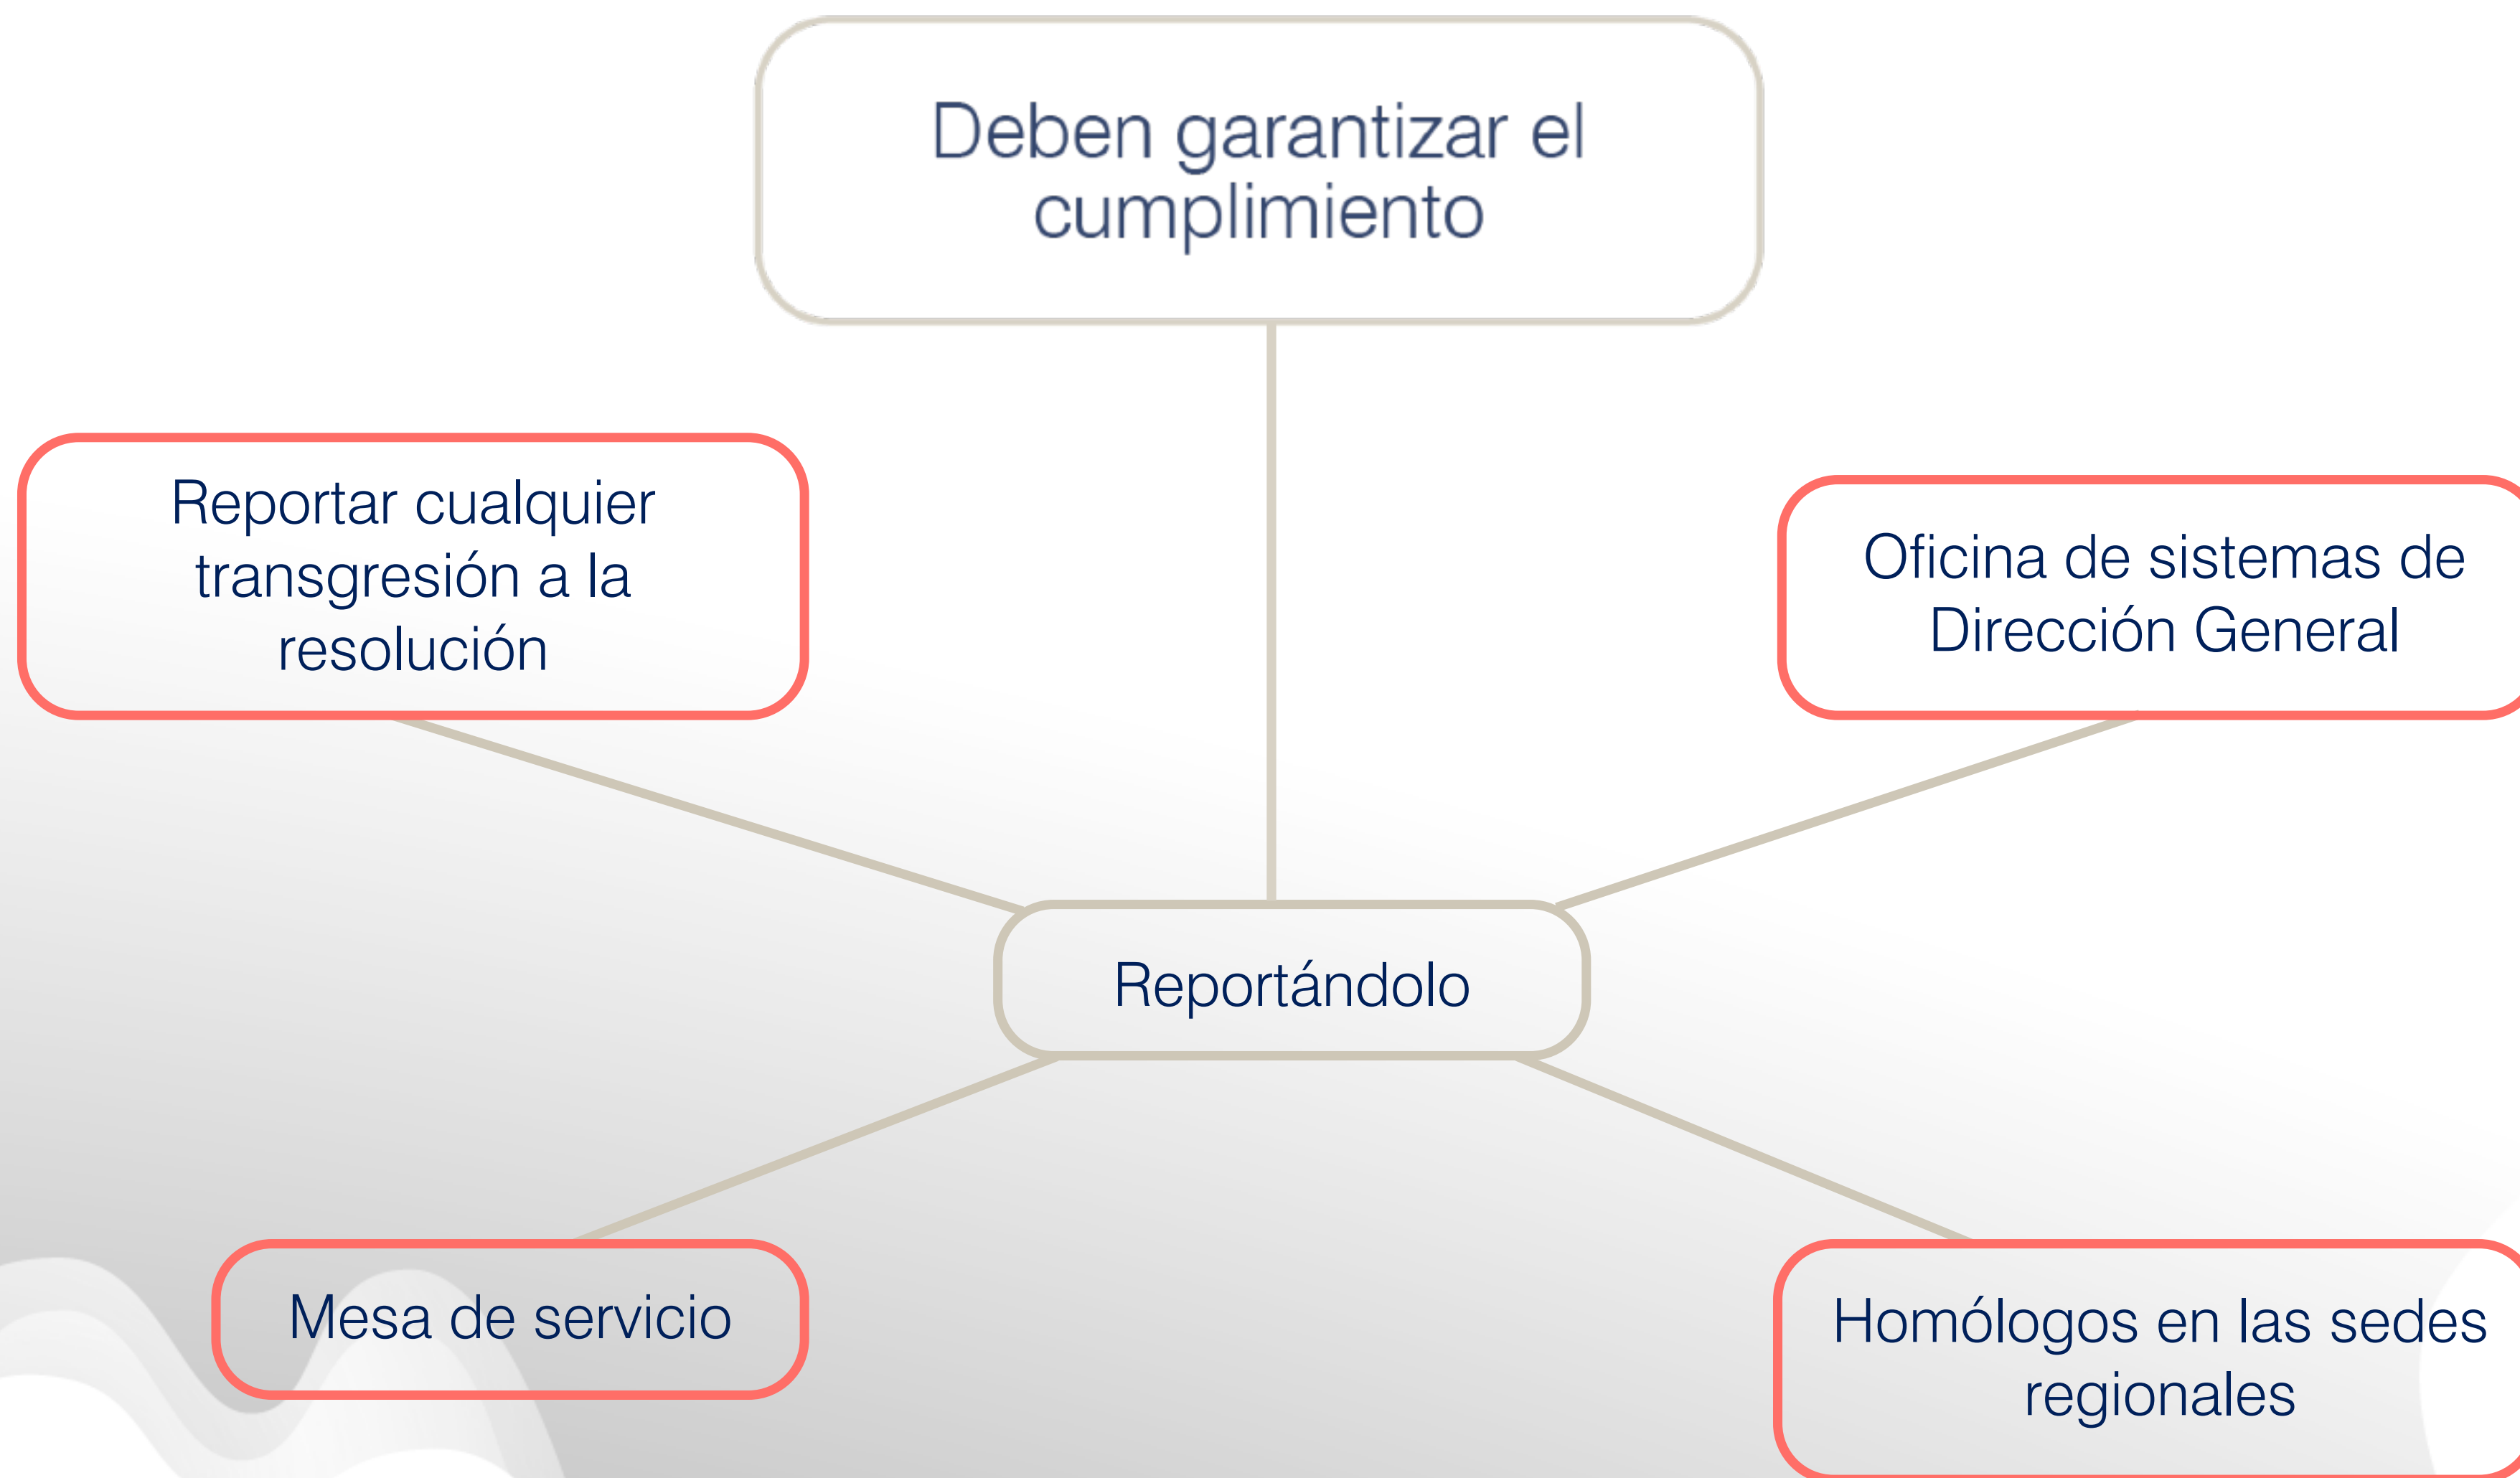 Deben garantizar el
cumplimiento
Reportar cualquier
transgresión a la
resolución
Oficina de sistemas de
Dirección General
Reportándolo
Mesa de servicio
Homólogos en las sedes
regionales